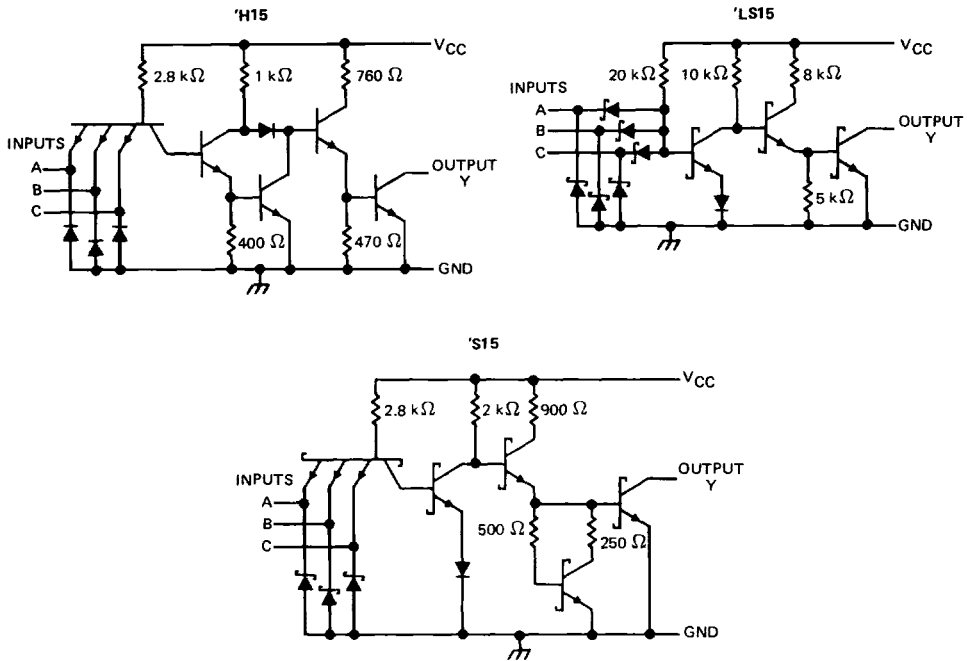 'H15
VCC
2.8 kΩ
1 kΩ
760 Ω
INPUTS
A
B
C
OUTPUT
Y
400 Ω
470 Ω
GND
'LS15
VCC
20 kΩ
10 kΩ
8 kΩ
INPUTS
A
B
C
OUTPUT
Y
5 kΩ
GND
'S15
VCC
2.8 kΩ
2 kΩ
900 Ω
INPUTS
A
B
C
OUTPUT
Y
500 Ω
250 Ω
GND